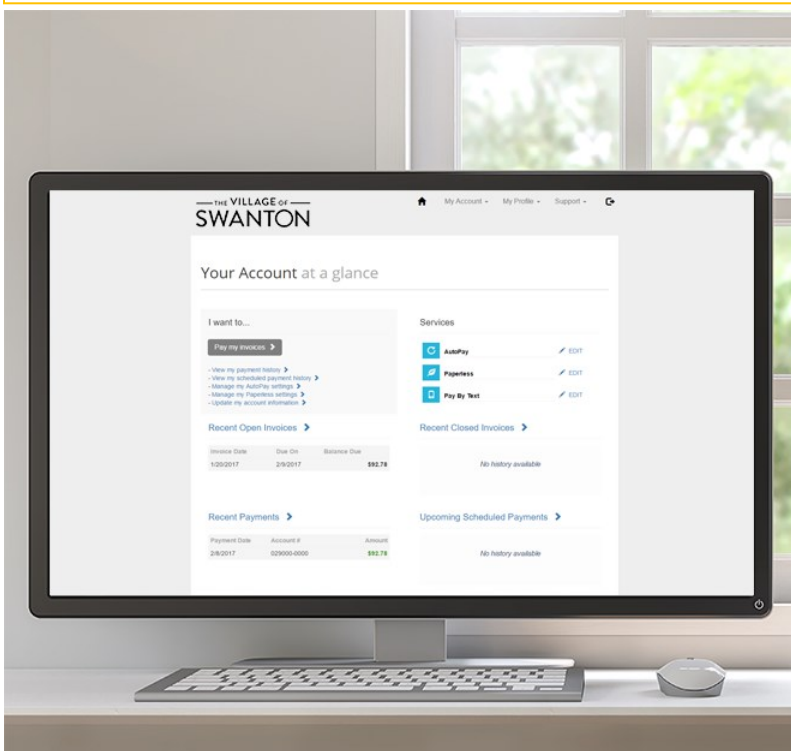 THE VILLAGE OF
SWANTON
My Account
My Profile
Support
Your Account at a glance
I want to...
Pay my invoices
- View my payment history
- View my scheduled payment history
- Manage my AutoPay settings
- Manage my Paperless settings
- Update my account information
Services
AutoPay EDIT
Paperless EDIT
Pay By Text EDIT
Recent Open Invoices
Invoice Date Due On Balance Due
1/20/2017 2/9/2017 $92.78
Recent Closed Invoices
No history available
Recent Payments
Payment Date Account # Amount
2/8/2017 029000-0000 $92.78
Upcoming Scheduled Payments
No history available